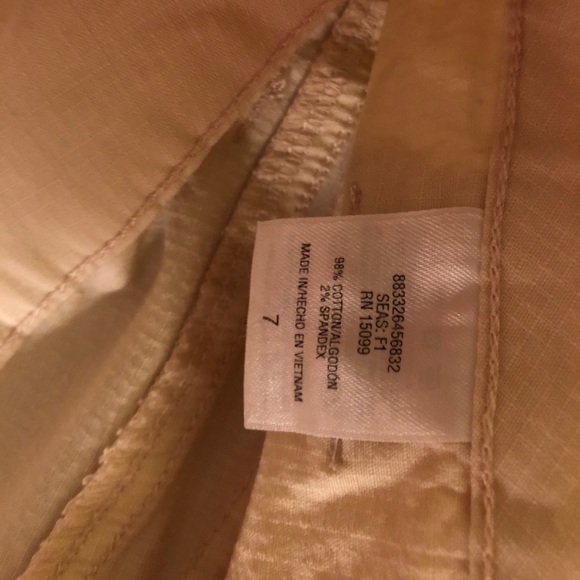 883326456832
SEAS: F1
RN 15099
98% COTTON/ALGODÓN
2% SPANDEX
MADE IN/HECHO EN VIETNAM
7